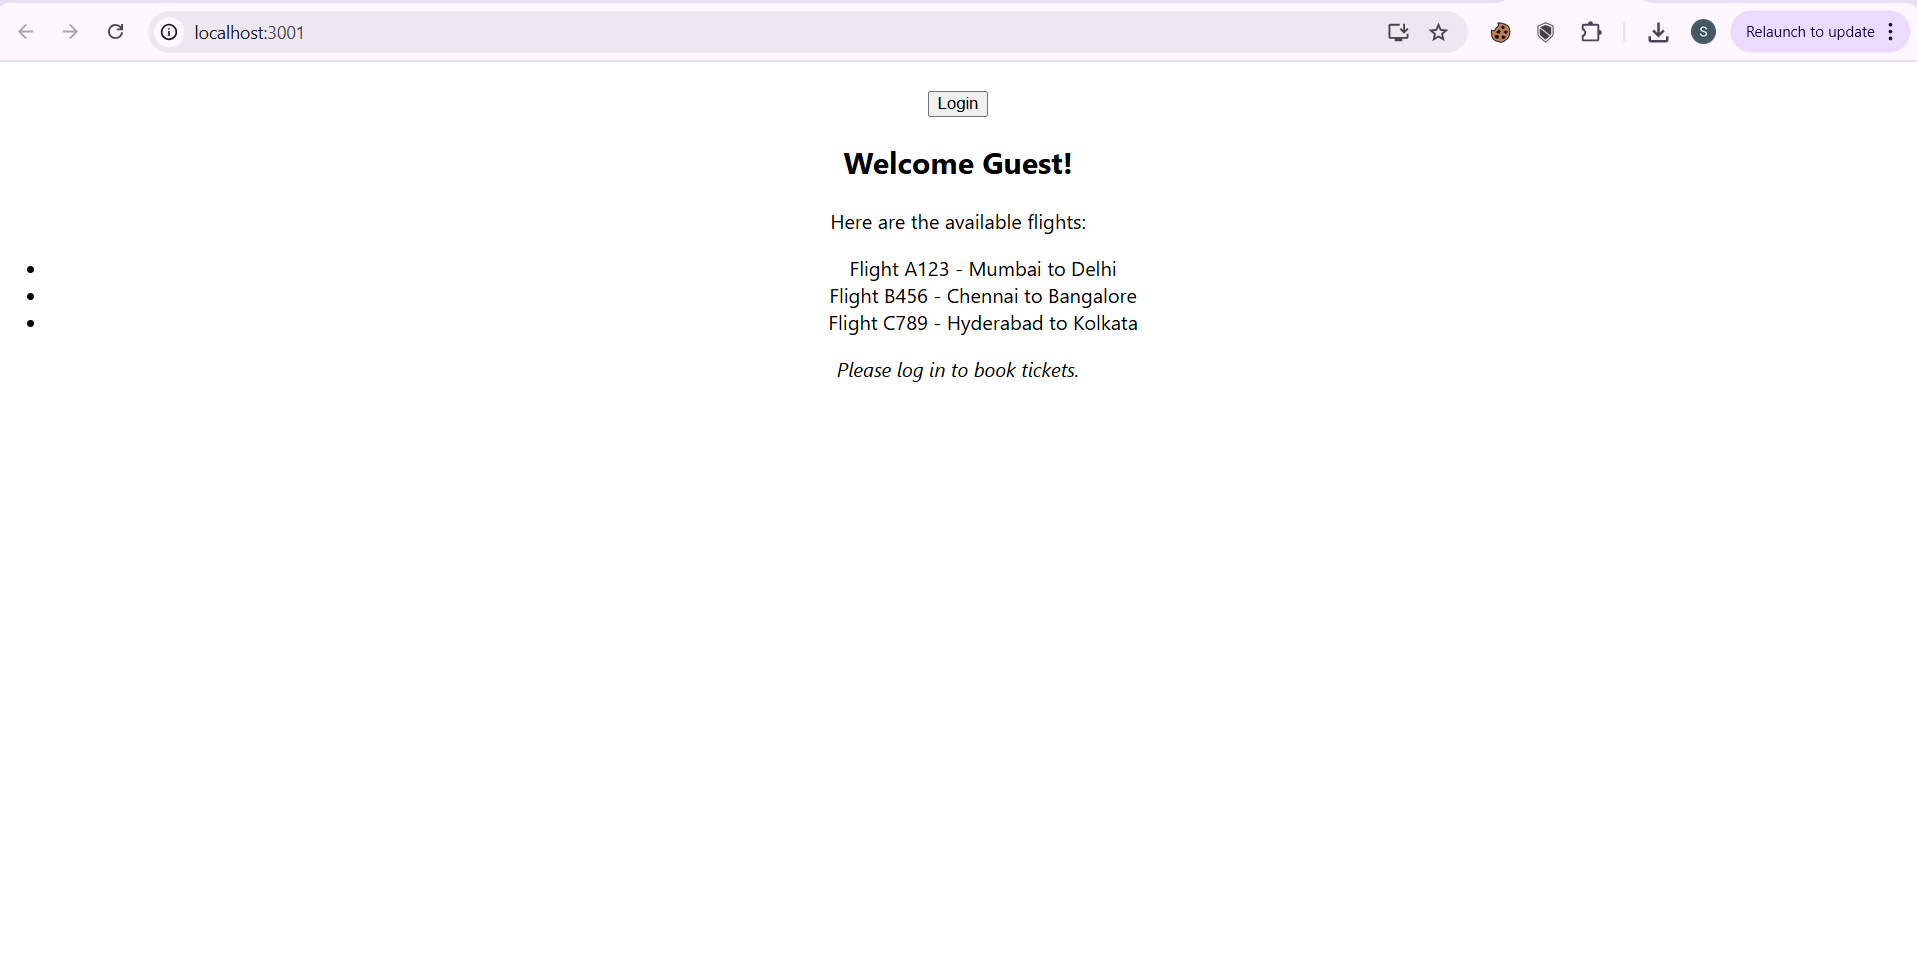 localhost:3001
S
Relaunch to update
Login
Welcome Guest!
Here are the available flights:
Flight A123 - Mumbai to Delhi
Flight B456 - Chennai to Bangalore
Flight C789 - Hyderabad to Kolkata
Please log in to book tickets.